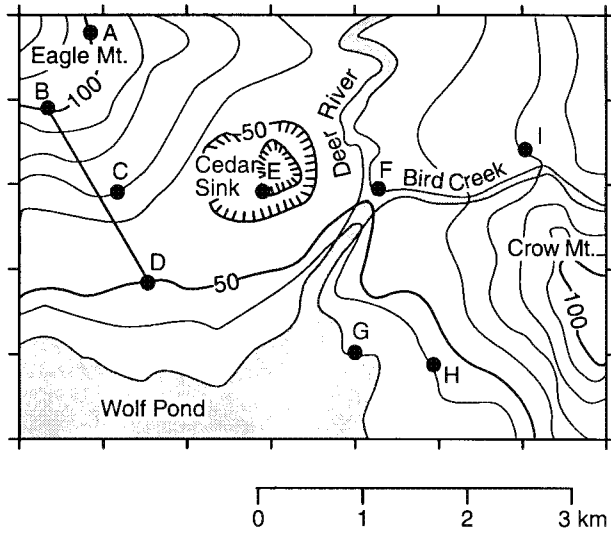 A
Eagle Mt.
B
100
Deer River
50
I
C
Cedar
Sink
E
F
Bird Creek
Crow Mt.
D
50
100
G
H
Wolf Pond
0 1 2 3 km